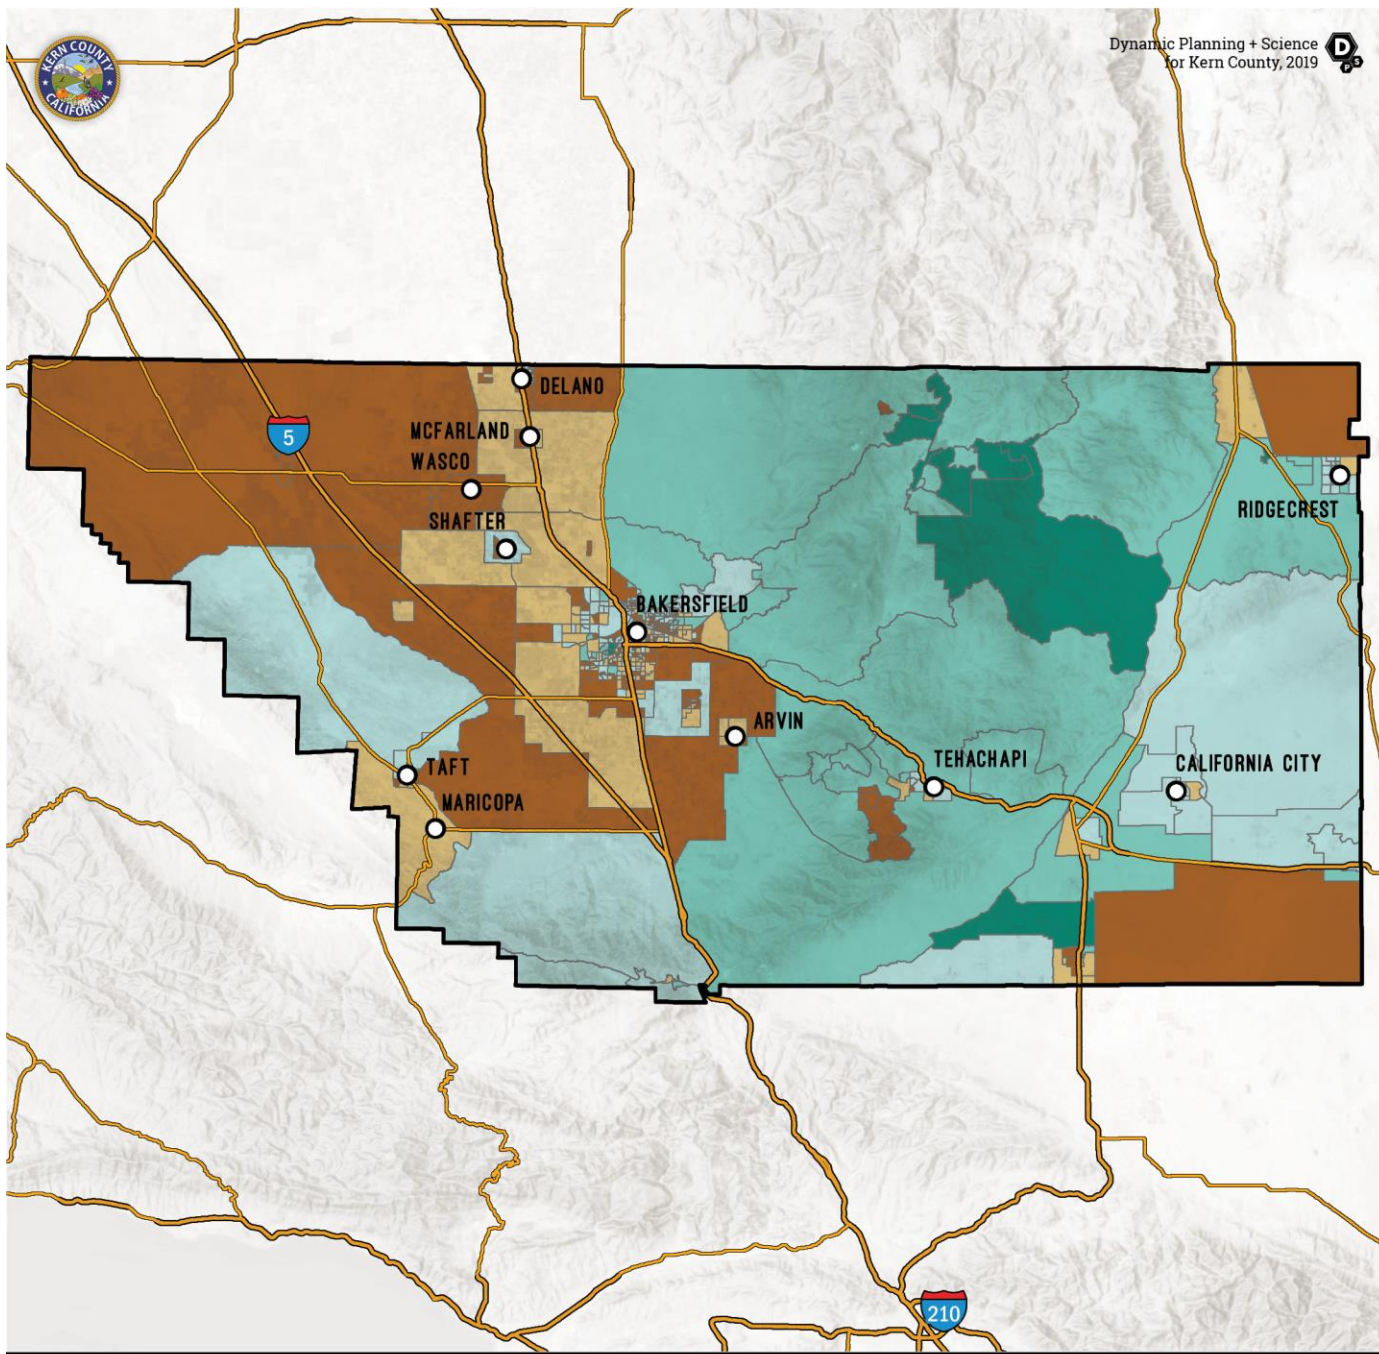 KERN COUNTY
CALIFORNIA
Dynamic Planning + Science
for Kern County, 2019
D
P
S
DELANO
5
MCFARLAND
WASCO
SHAFTER
RIDGECREST
BAKERSFIELD
ARVIN
TAFT
TEHACHAPI
CALIFORNIA CITY
MARICOPA
210